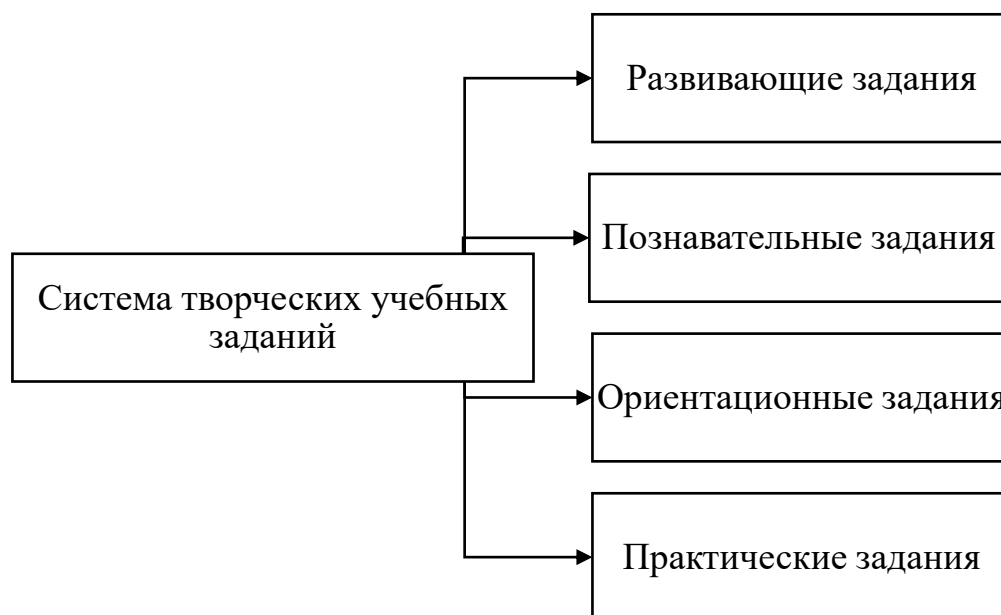 Развивающие задания
Познавательные задания
Система творческих учебных
заданий
Ориентационные задания
Практические задания